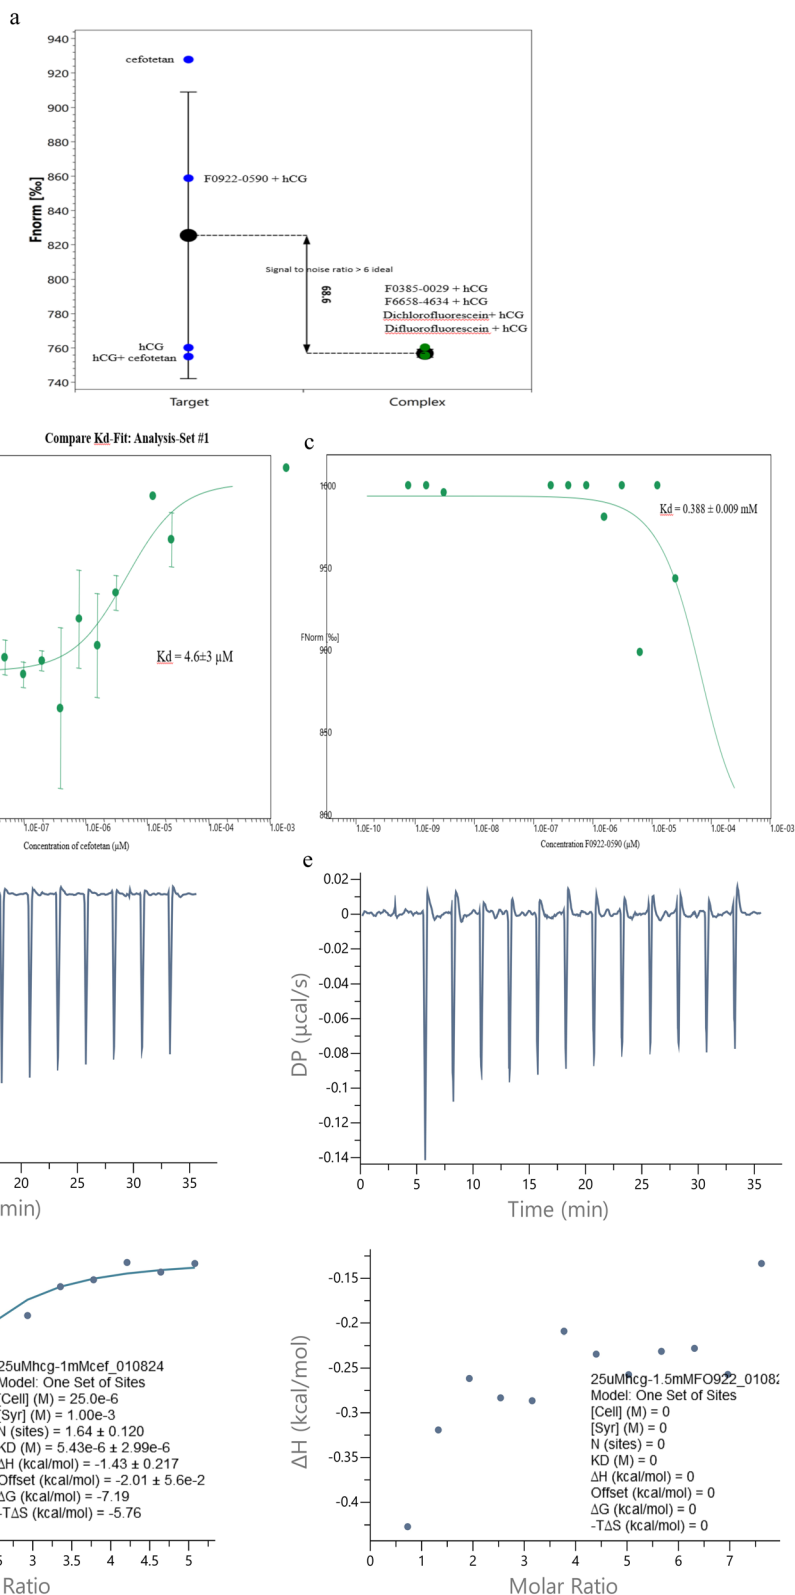 a
940
920
900
880
860
840
820
800
780
760
740
Fnorm [‰]
cefotetan
F0922-0590 + hCG
Signal to noise ratio > 6 ideal
68.6
F0385-0029 + hCG
F6658-4634 + hCG
Dichlorofluorescein+ hCG
Difluorofluorescein + hCG
hCG
hCG+ cefotetan
Target
Complex
Compare Kd-Fit: Analysis-Set #1
Kd = 4.6±3 µM
1.0E-07
1.0E-06
1.0E-05
1.0E-04
1.0E-03
Concentration of cefotetan (µM)
c
1000
950
FNorm [‰]
900
850
800
Kd = 0.388 ± 0.009 mM
1.0E-10
1.0E-09
1.0E-08
1.0E-07
1.0E-06
1.0E-05
1.0E-04
1.0E-03
Concentration F0922-0590 (µM)
20
25
30
35
min)
e
0.02
0
-0.02
-0.04
-0.06
-0.08
-0.1
-0.12
-0.14
DP (µcal/s)
0
5
10
15
20
25
30
35
Time (min)
25uMhcg-1mMcef_010824
Model: One Set of Sites
[Cell] (M) = 25.0e-6
[Syr] (M) = 1.00e-3
N (sites) = 1.64 ± 0.120
KD (M) = 5.43e-6 ± 2.99e-6
ΔH (kcal/mol) = -1.43 ± 0.217
Offset (kcal/mol) = -2.01 ± 5.6e-2
ΔG (kcal/mol) = -7.19
-TΔS (kcal/mol) = -5.76
3
3.5
4
4.5
5
Ratio
-0.15
-0.2
-0.25
-0.3
-0.35
-0.4
ΔH (kcal/mol)
25uMhcg-1.5mMFO922_01082
Model: One Set of Sites
[Cell] (M) = 0
[Syr] (M) = 0
N (sites) = 0
KD (M) = 0
ΔH (kcal/mol) = 0
Offset (kcal/mol) = 0
ΔG (kcal/mol) = 0
-TΔS (kcal/mol) = 0
0
1
2
3
4
5
6
7
Molar Ratio